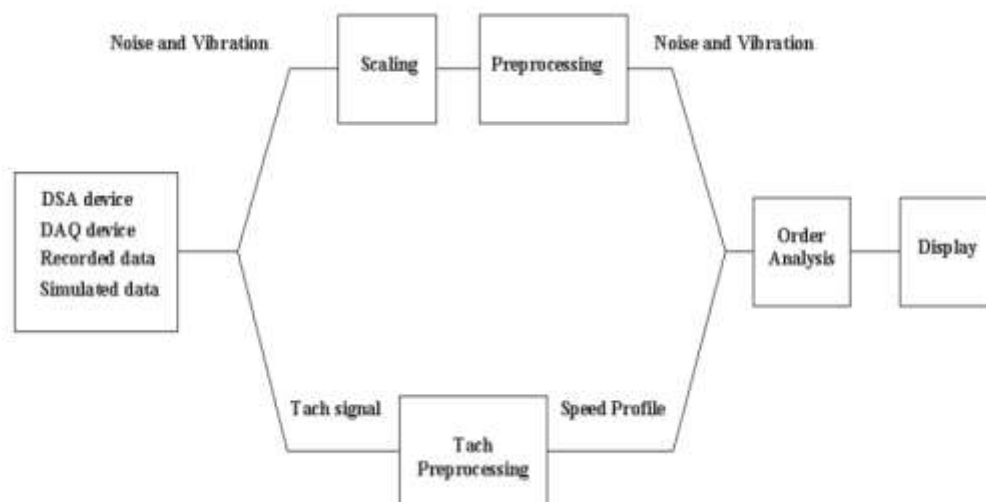 Noise and Vibration
Scaling
Preprocessing
Noise and Vibration
DSA device
DAQ device
Recorded data
Simulated data
Order
Analysis
Display
Tach signal
Tach
Preprocessing
Speed Profile